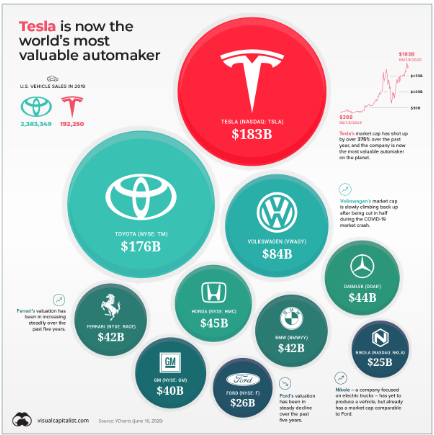 Tesla is now the
world's most
valuable automaker
U.S. VEHICLE SALES IN 2019
2,383,349
192,250
TESLA (NASDAQ: TSLA)
$183B
$183B
$38B
Tesla's market cap has shot up
by over 375% over the past
year, and the company is now
the most valuable automaker
on the planet.
TOYOTA (NYSE: TM)
$176B
VOLKSWAGEN (VWAGY)
$84B
Volkswagen's market cap
is slowly climbing back up
after being cut in half
during the COVID-19
market crash.
DAIMLER (DDAIF)
$44B
Ferrari's valuation has
been in increasing
steadily over the
past five years.
FERRARI (NYSE: RACE)
$42B
HONDA (NYSE: HMC)
$45B
BMW (BMWYY)
$42B
NIKOLA (NASDAQ: NKLA)
$25B
GM
GM (NYSE: GM)
$40B
Ford
FORD (NYSE: F)
$26B
Ford's valuation
has been in
steady decline
over the past
five years.
Nikola – a company focused
on electric trucks – has yet to
produce a vehicle, but already
has a market cap comparable
to Ford.
visualcapitalist.com
Source: YCharts (June 10, 2020)